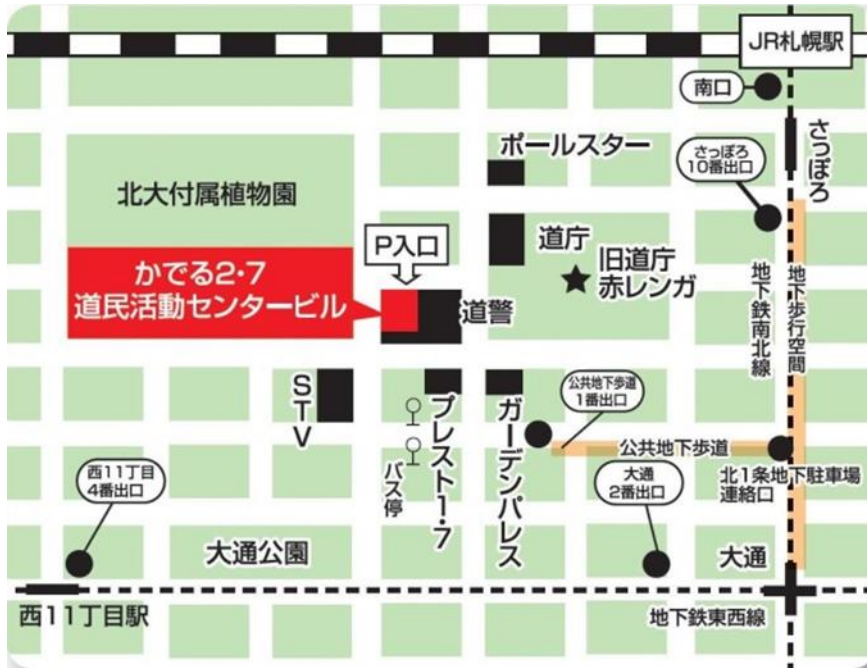 JR札幌駅
南口
さっぽろ
ポールスター
さっぽろ
10番出口
北大付属植物園
P入口
道庁
旧道庁
赤レンガ
かでる2・7
道民活動センタービル
道警
地下鉄南北線
地下歩行空間
STV
プレスト1・7
ガーデンパレス
公共地下歩道
1番出口
バス停
公共地下歩道
北1条地下駐車場
連絡口
西11丁目
4番出口
大通
2番出口
大通公園
大通
西11丁目駅
地下鉄東西線